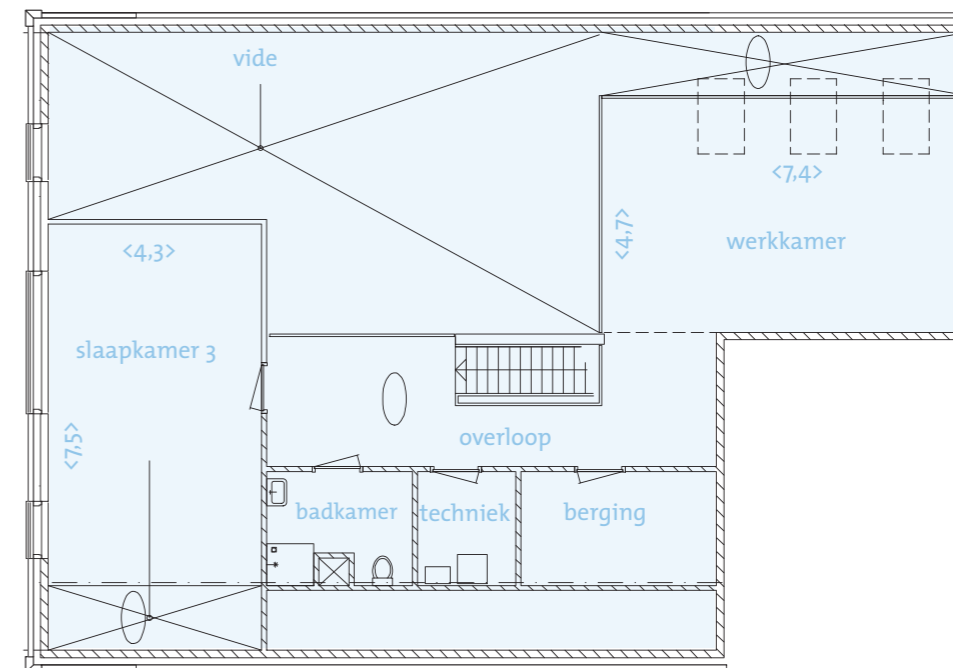 vide
<7,4>
<4,7>
werkkamer
<4,3>
slaapkamer 3
<7,5>
overloop
badkamer
techniek
berging